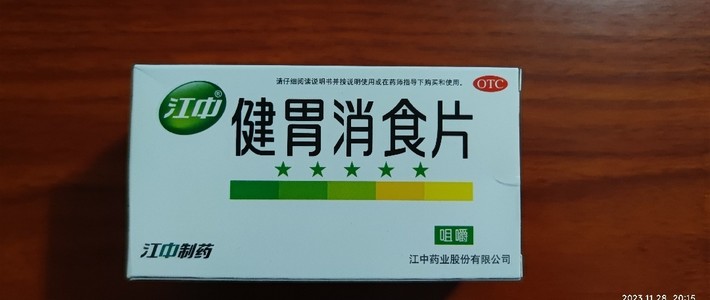 请仔细阅读说明书并按说明使用或在药师指导下购买和使用。
OTC
江中®
健胃消食片
咀嚼
江中制药
江中药业股份有限公司
2023.11.28 20:15